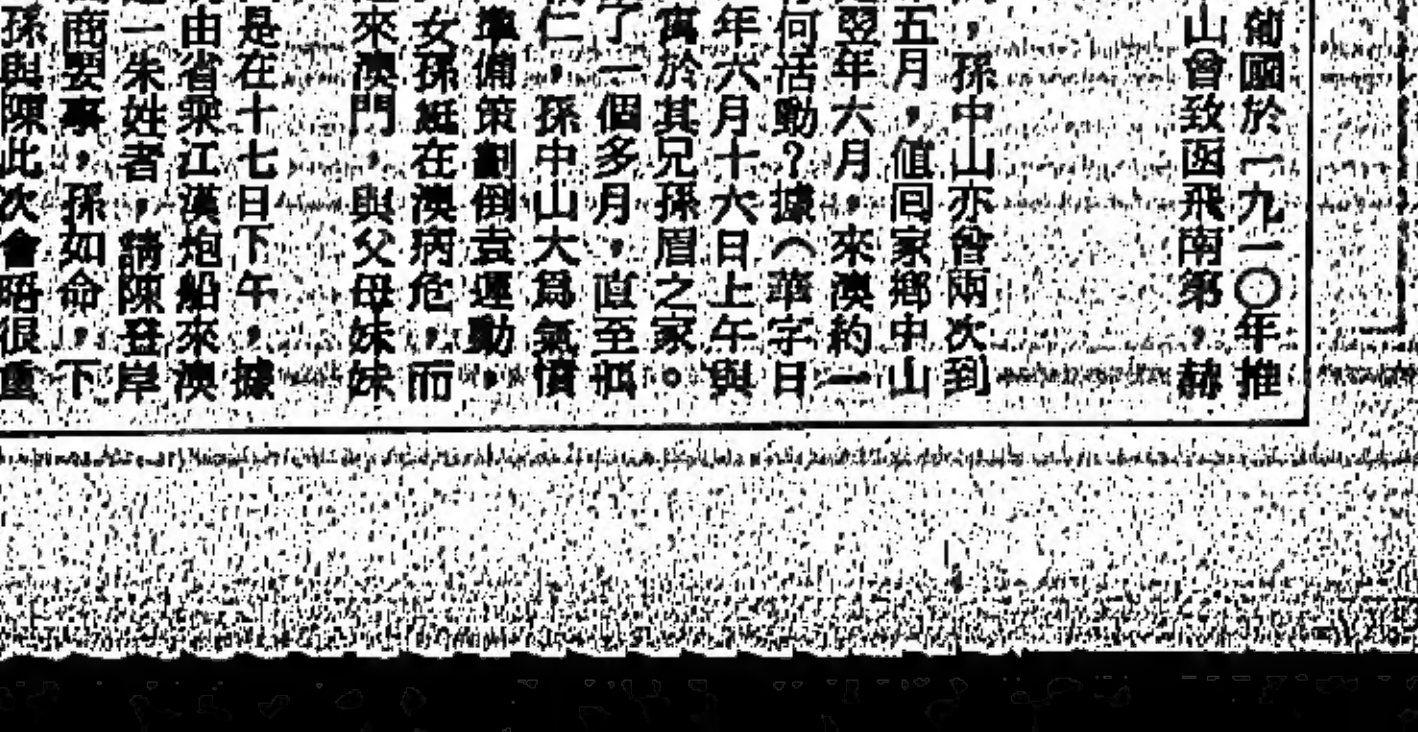 葡國於一九一〇年推
山曾致函飛南第，赫
，孫中山亦曾兩次到
五月，值回家鄉中山
翌年六月，來澳約一
何活動？據（華字日
年六月十六日上午與
寓於其兄孫眉之家。
了一個多月，直至孤
仁，孫中山大爲氣憤
準備策劃倒袁運動，
女孫娫在澳病危，而
來澳門，與父母妹妹
是在十七日下午，據
由省乘江漢炮船來澳
一朱姓者，請陳登岸
商要事，孫如命，下
孫與陳此次會晤很